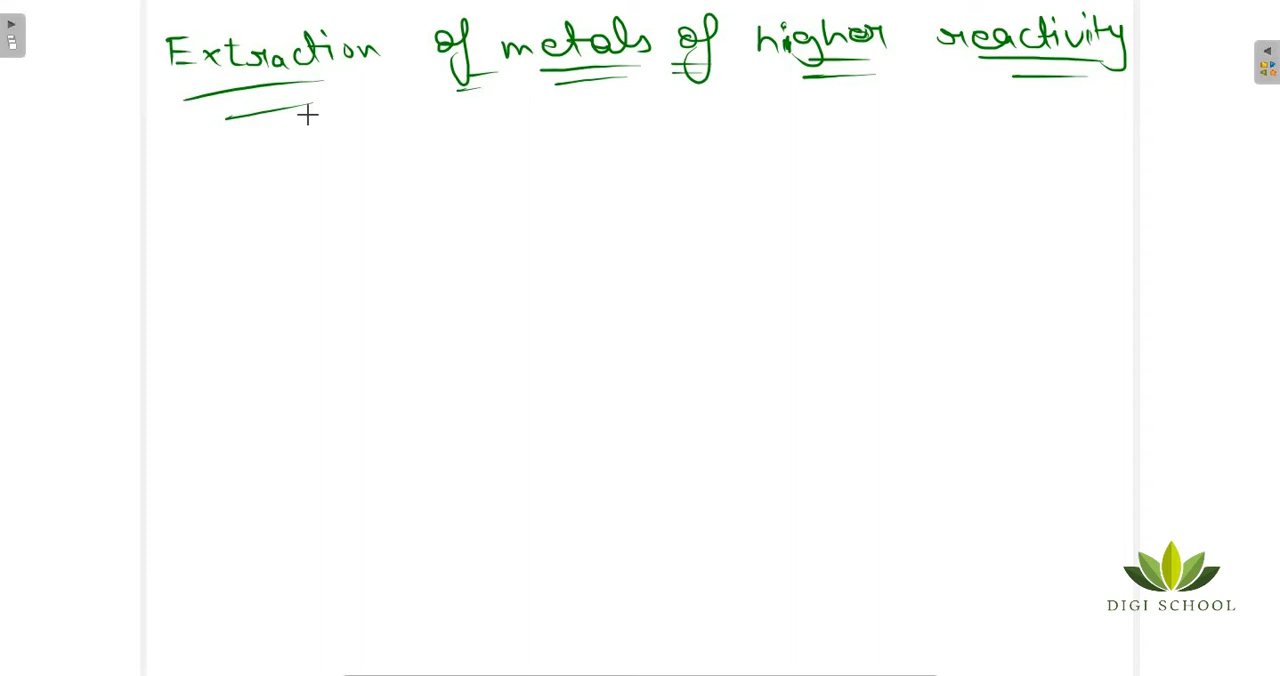 Extraction of metals of higher reactivity
DIGI SCHOOL